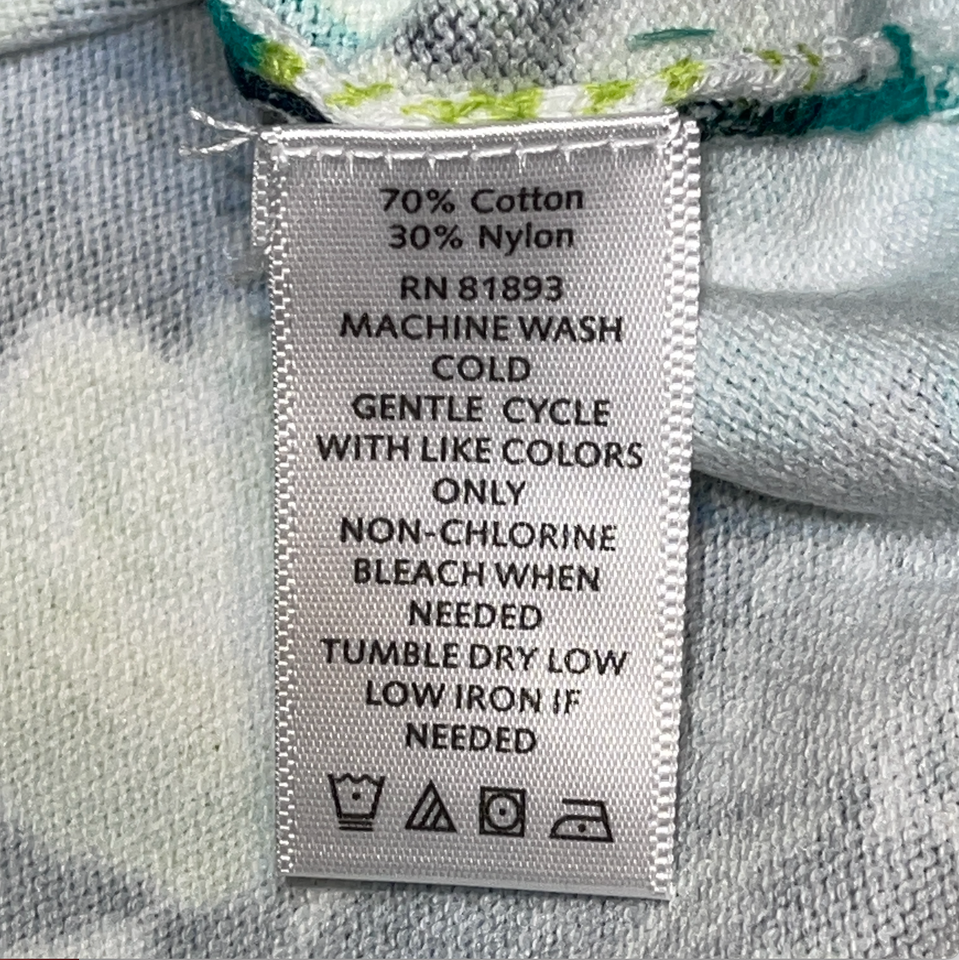 70% Cotton
30% Nylon
RN 81893
MACHINE WASH
COLD
GENTLE CYCLE
WITH LIKE COLORS
ONLY
NON-CHLORINE
BLEACH WHEN
NEEDED
TUMBLE DRY LOW
LOW IRON IF
NEEDED